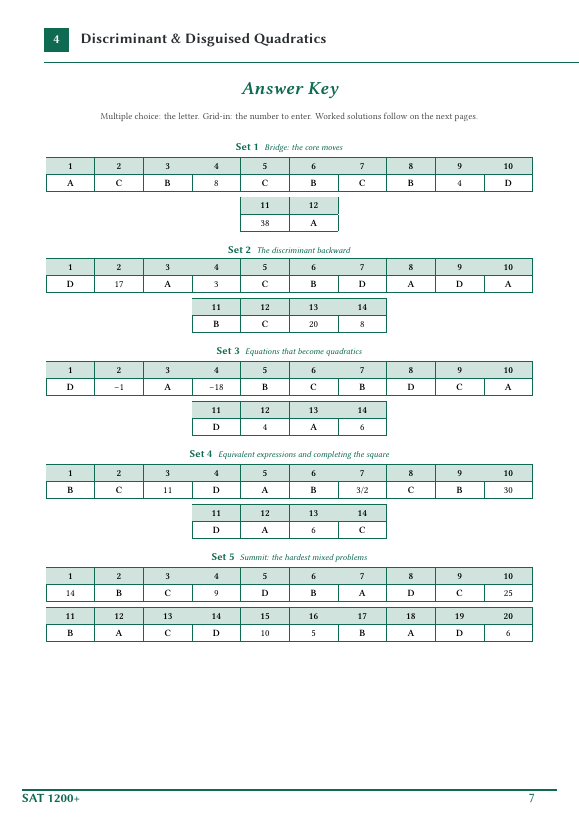 4 Discriminant & Disguised Quadratics
Answer Key
Multiple choice: the letter. Grid-in: the number to enter. Worked solutions follow on the next pages.
Set 1 Bridge: the core moves
1 2 3 4 5 6 7 8 9 10
A C B 8 C B C B 4 D
11 12
38 A
Set 2 The discriminant backward
1 2 3 4 5 6 7 8 9 10
D 17 A 3 C B D A D A
11 12 13 14
B C 20 8
Set 3 Equations that become quadratics
1 2 3 4 5 6 7 8 9 10
D −1 A −18 B C B D C A
11 12 13 14
D 4 A 6
Set 4 Equivalent expressions and completing the square
1 2 3 4 5 6 7 8 9 10
B C 11 D A B 3/2 C B 30
11 12 13 14
D A 6 C
Set 5 Summit: the hardest mixed problems
1 2 3 4 5 6 7 8 9 10
14 B C 9 D B A D C 25
11 12 13 14 15 16 17 18 19 20
B A C D 10 5 B A D 6
SAT 1200+ 7